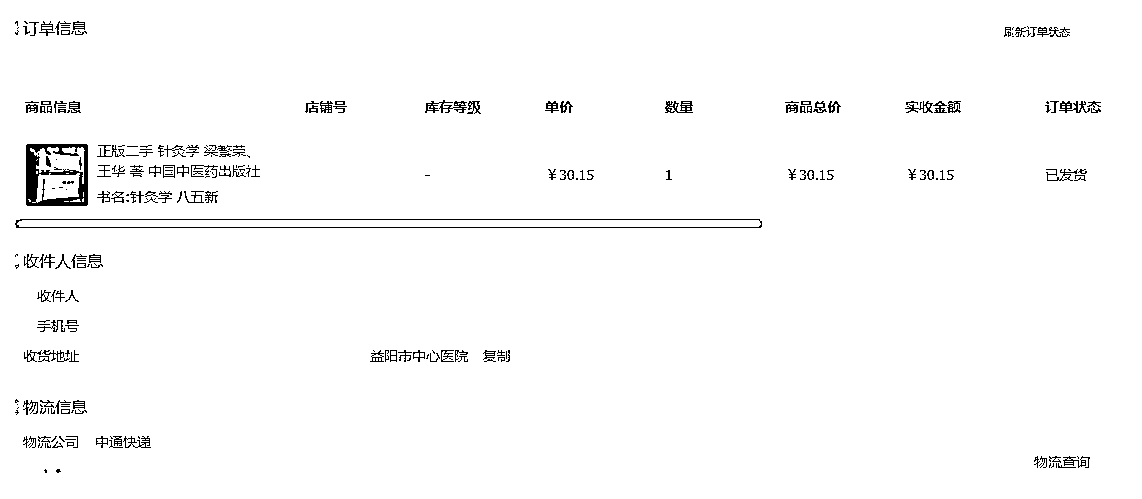 订单信息
刷新订单状态
商品信息 店铺号 库存等级 单价 数量 商品总价 实收金额 订单状态
正版二手 针灸学 梁繁荣、
王华 著 中国中医药出版社
书名:针灸学 八五新
- ￥30.15 1 ￥30.15 ￥30.15 已发货
收件人信息
收件人
手机号
收货地址 益阳市中心医院 复制
物流信息
物流公司 中通快递
物流查询